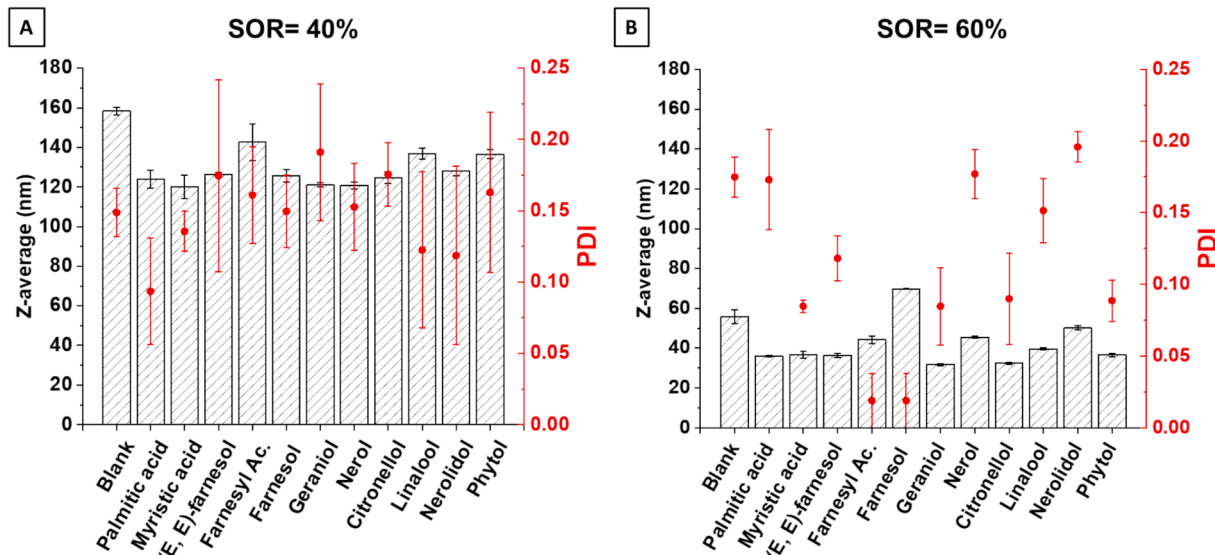 A
SOR= 40%
Z-average (nm)
180
160
140
120
100
80
60
40
20
0
0.25
0.20
0.15
0.10
0.05
0.00
PDI
Blank
Palmitic acid
Myristic acid
(E, E)-farnesol
Farnesyl Ac.
Farnesol
Geraniol
Nerol
Citronellol
Linalool
Nerolidol
Phytol
B
SOR= 60%
Z-average (nm)
180
160
140
120
100
80
60
40
20
0
0.25
0.20
0.15
0.10
0.05
0.00
PDI
Blank
Palmitic acid
Myristic acid
(E, E)-farnesol
Farnesyl Ac.
Farnesol
Geraniol
Nerol
Citronellol
Linalool
Nerolidol
Phytol